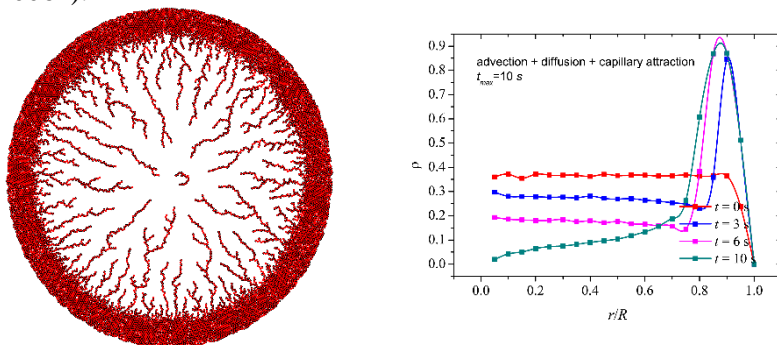 advection + diffusion + capillary attraction
t_max=10 s
0.9
0.8
0.7
0.6
0.5
0.4
0.3
0.2
0.1
0.0
ρ
t = 0 s
t = 3 s
t = 6 s
t = 10 s
0.0 0.2 0.4 0.6 0.8 1.0
r/R